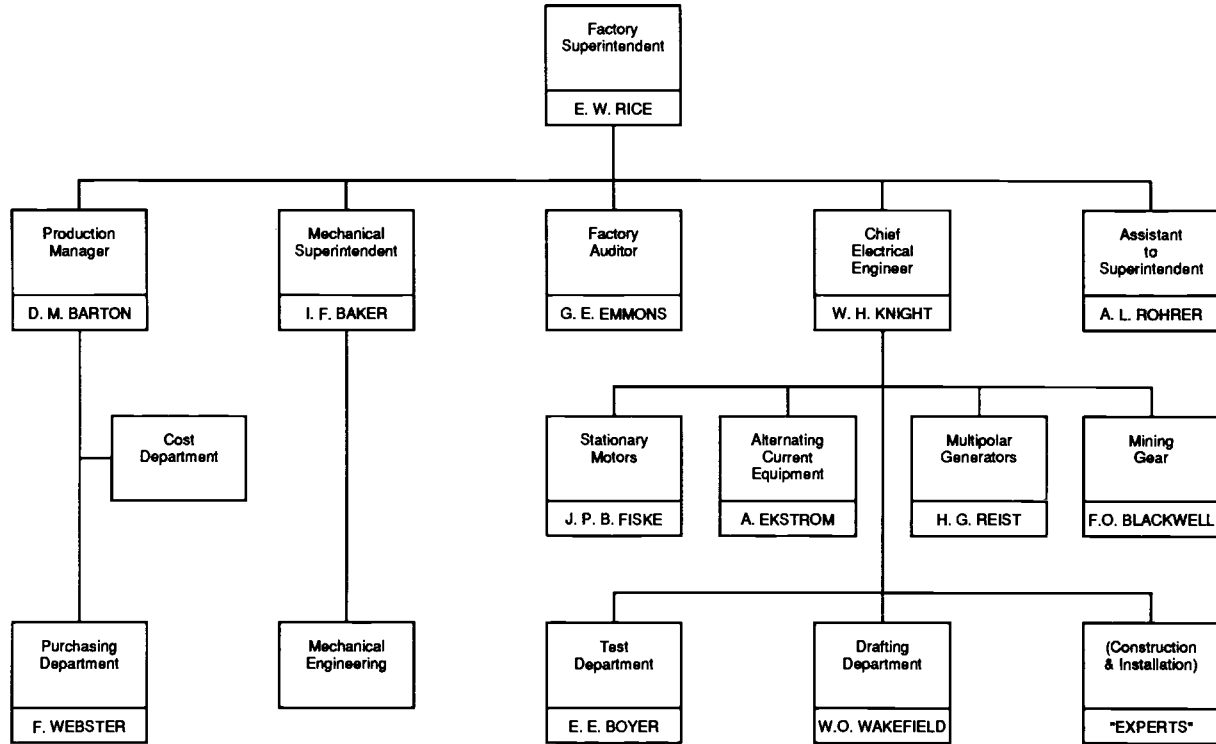 Factory
Superintendent
E. W. RICE
Production
Manager
D. M. BARTON
Mechanical
Superintendent
I. F. BAKER
Factory
Auditor
G. E. EMMONS
Chief
Electrical
Engineer
W. H. KNIGHT
Assistant
to
Superintendent
A. L. ROHRER
Cost
Department
Stationary
Motors
J. P. B. FISKE
Alternating
Current
Equipment
A. EKSTROM
Multipolar
Generators
H. G. REIST
Mining
Gear
F.O. BLACKWELL
Purchasing
Department
F. WEBSTER
Mechanical
Engineering
Test
Department
E. E. BOYER
Drafting
Department
W.O. WAKEFIELD
(Construction
& Installation)
"EXPERTS"